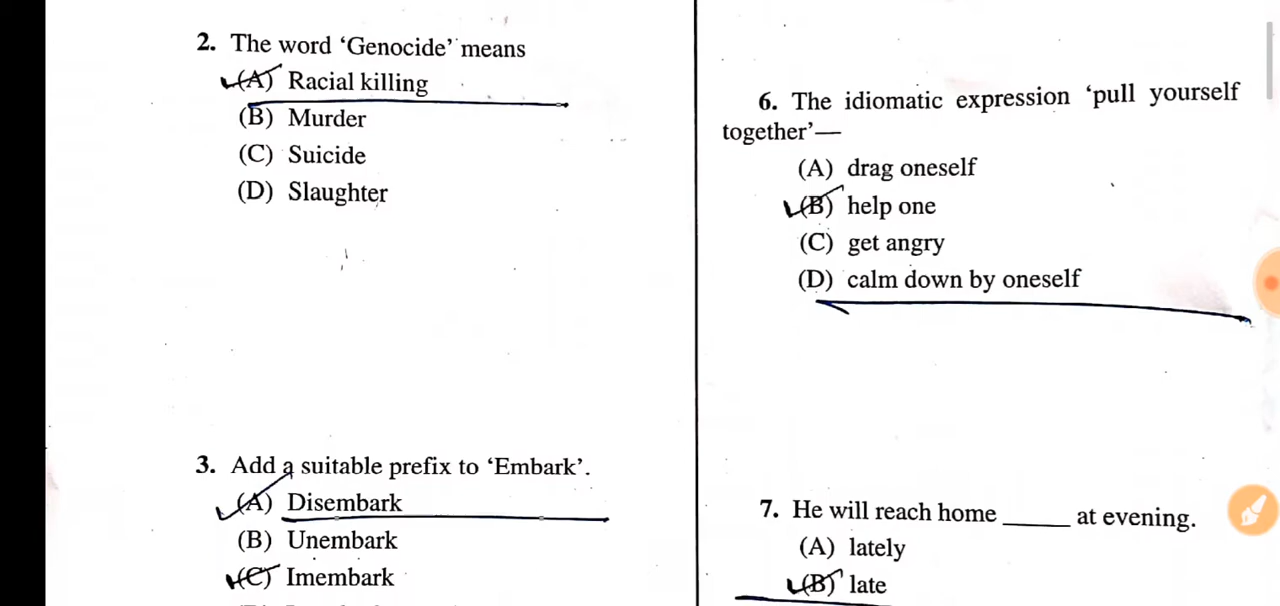 2. The word ‘Genocide’ means
(A) Racial killing
(B) Murder
(C) Suicide
(D) Slaughter
3. Add a suitable prefix to ‘Embark’.
(A) Disembark
(B) Unembark
(C) Imembark
6. The idiomatic expression ‘pull yourself
together’—
(A) drag oneself
(B) help one
(C) get angry
(D) calm down by oneself
7. He will reach home _____ at evening.
(A) lately
(B) late